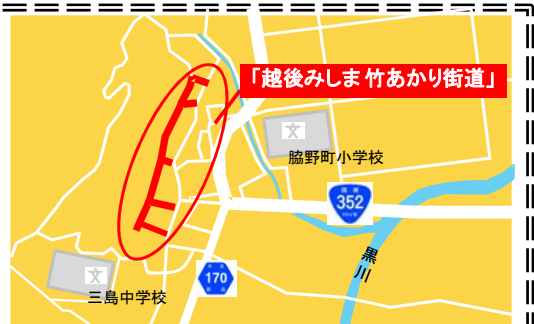 「越後みしま 竹あかり街道」
文
脇野町小学校
352
黒川
170
文
三島中学校